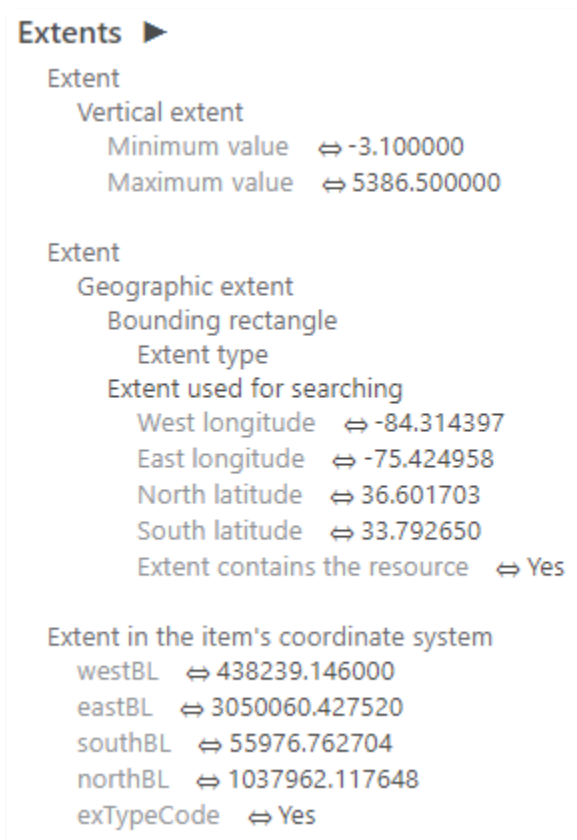 Extents ▶
Extent
Vertical extent
Minimum value ⇔ -3.100000
Maximum value ⇔ 5386.500000
Extent
Geographic extent
Bounding rectangle
Extent type
Extent used for searching
West longitude ⇔ -84.314397
East longitude ⇔ -75.424958
North latitude ⇔ 36.601703
South latitude ⇔ 33.792650
Extent contains the resource ⇔ Yes
Extent in the item's coordinate system
westBL ⇔ 438239.146000
eastBL ⇔ 3050060.427520
southBL ⇔ 55976.762704
northBL ⇔ 1037962.117648
exTypeCode ⇔ Yes